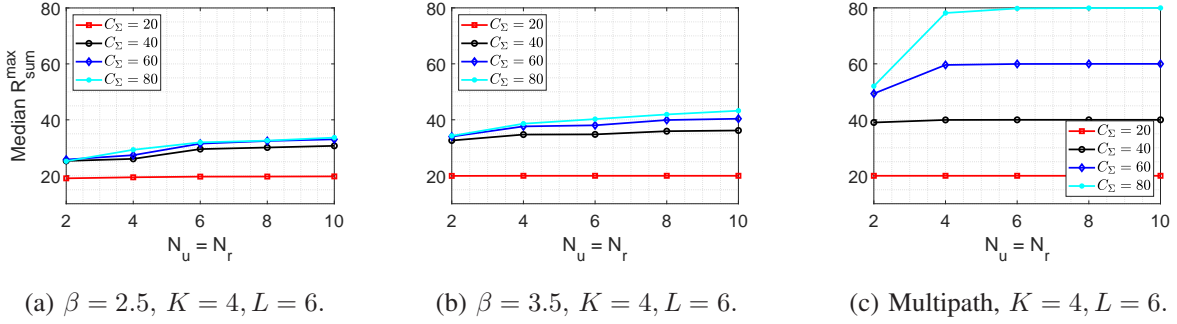 Median R^max_sum
80
60
40
20
2 4 6 8 10
N_u = N_r
C_Σ = 20
C_Σ = 40
C_Σ = 60
C_Σ = 80
(a) β = 2.5, K = 4, L = 6.
80
60
40
20
2 4 6 8 10
N_u = N_r
C_Σ = 20
C_Σ = 40
C_Σ = 60
C_Σ = 80
(b) β = 3.5, K = 4, L = 6.
80
60
40
20
2 4 6 8 10
N_u = N_r
C_Σ = 20
C_Σ = 40
C_Σ = 60
C_Σ = 80
(c) Multipath, K = 4, L = 6.